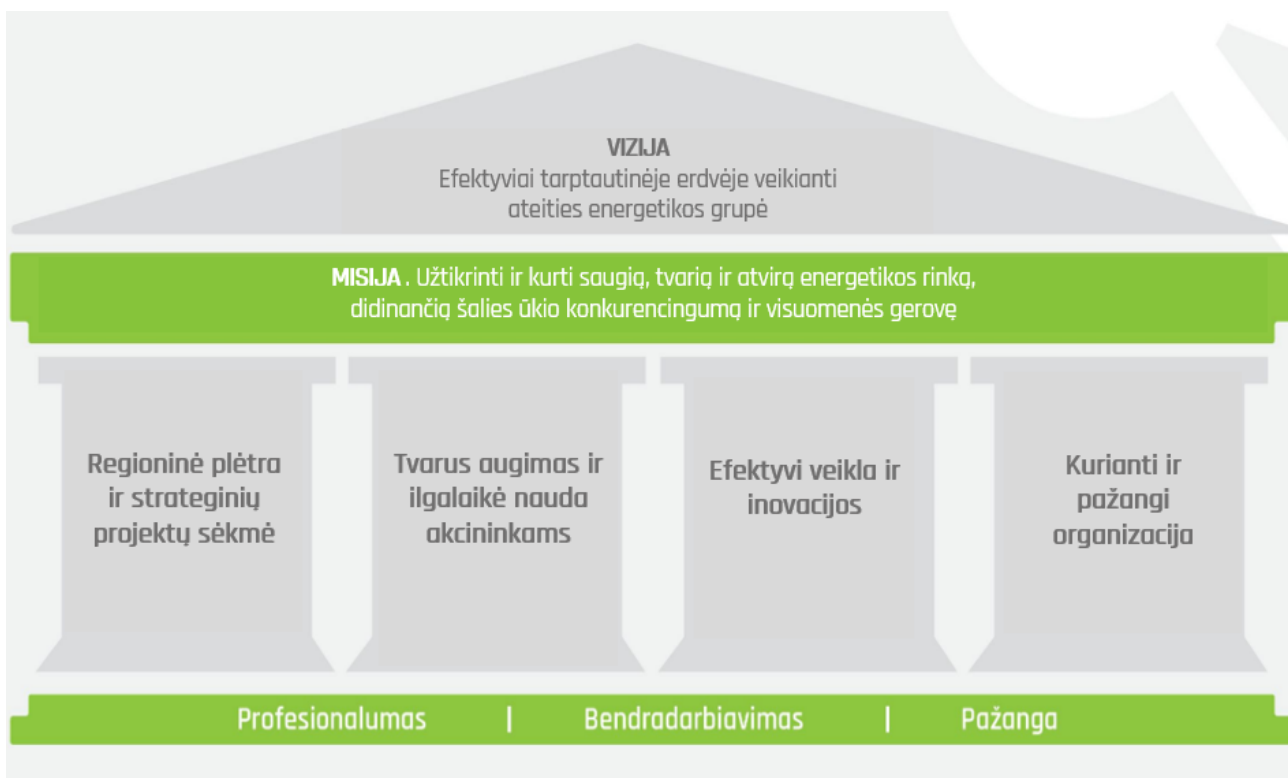 VIZIJA
Efektyviai tarptautinėje erdvėje veikianti
ateities energetikos grupė
MISIJA . Užtikrinti ir kurti saugią, tvarią ir atvirą energetikos rinką,
didinančią šalies ūkio konkurencingumą ir visuomenės gerovę
Regioninė plėtra
ir strateginių
projektų sėkmė
Tvarus augimas ir
ilgalaikė nauda
akcininkams
Efektyvi veikla ir
inovacijos
Kurianti ir
pažangi
organizacija
Profesionalumas | Bendradarbiavimas | Pažanga